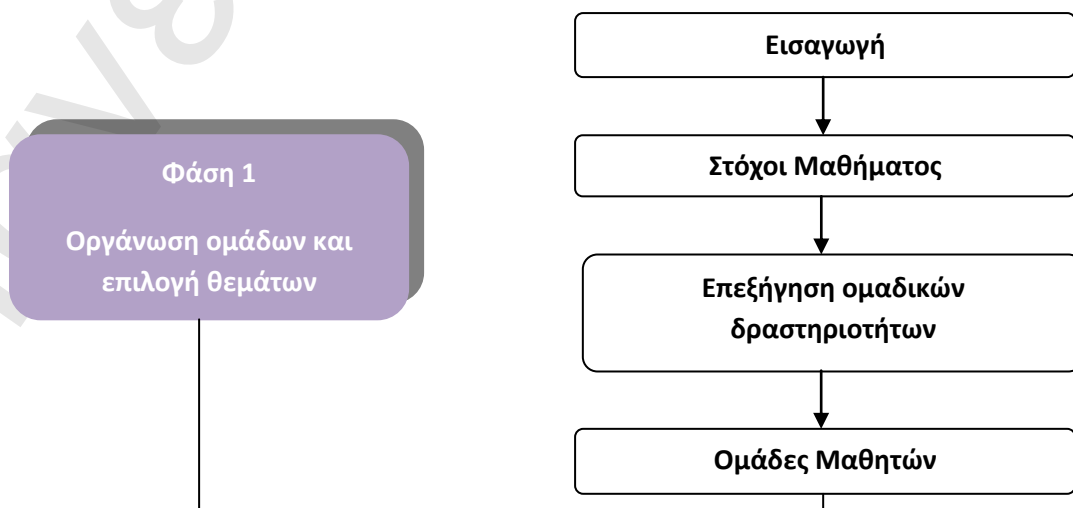 Εισαγωγή
Στόχοι Μαθήματος
Φάση 1
Οργάνωση ομάδων και
επιλογή θεμάτων
Επεξήγηση ομαδικών
δραστηριοτήτων
Ομάδες Μαθητών